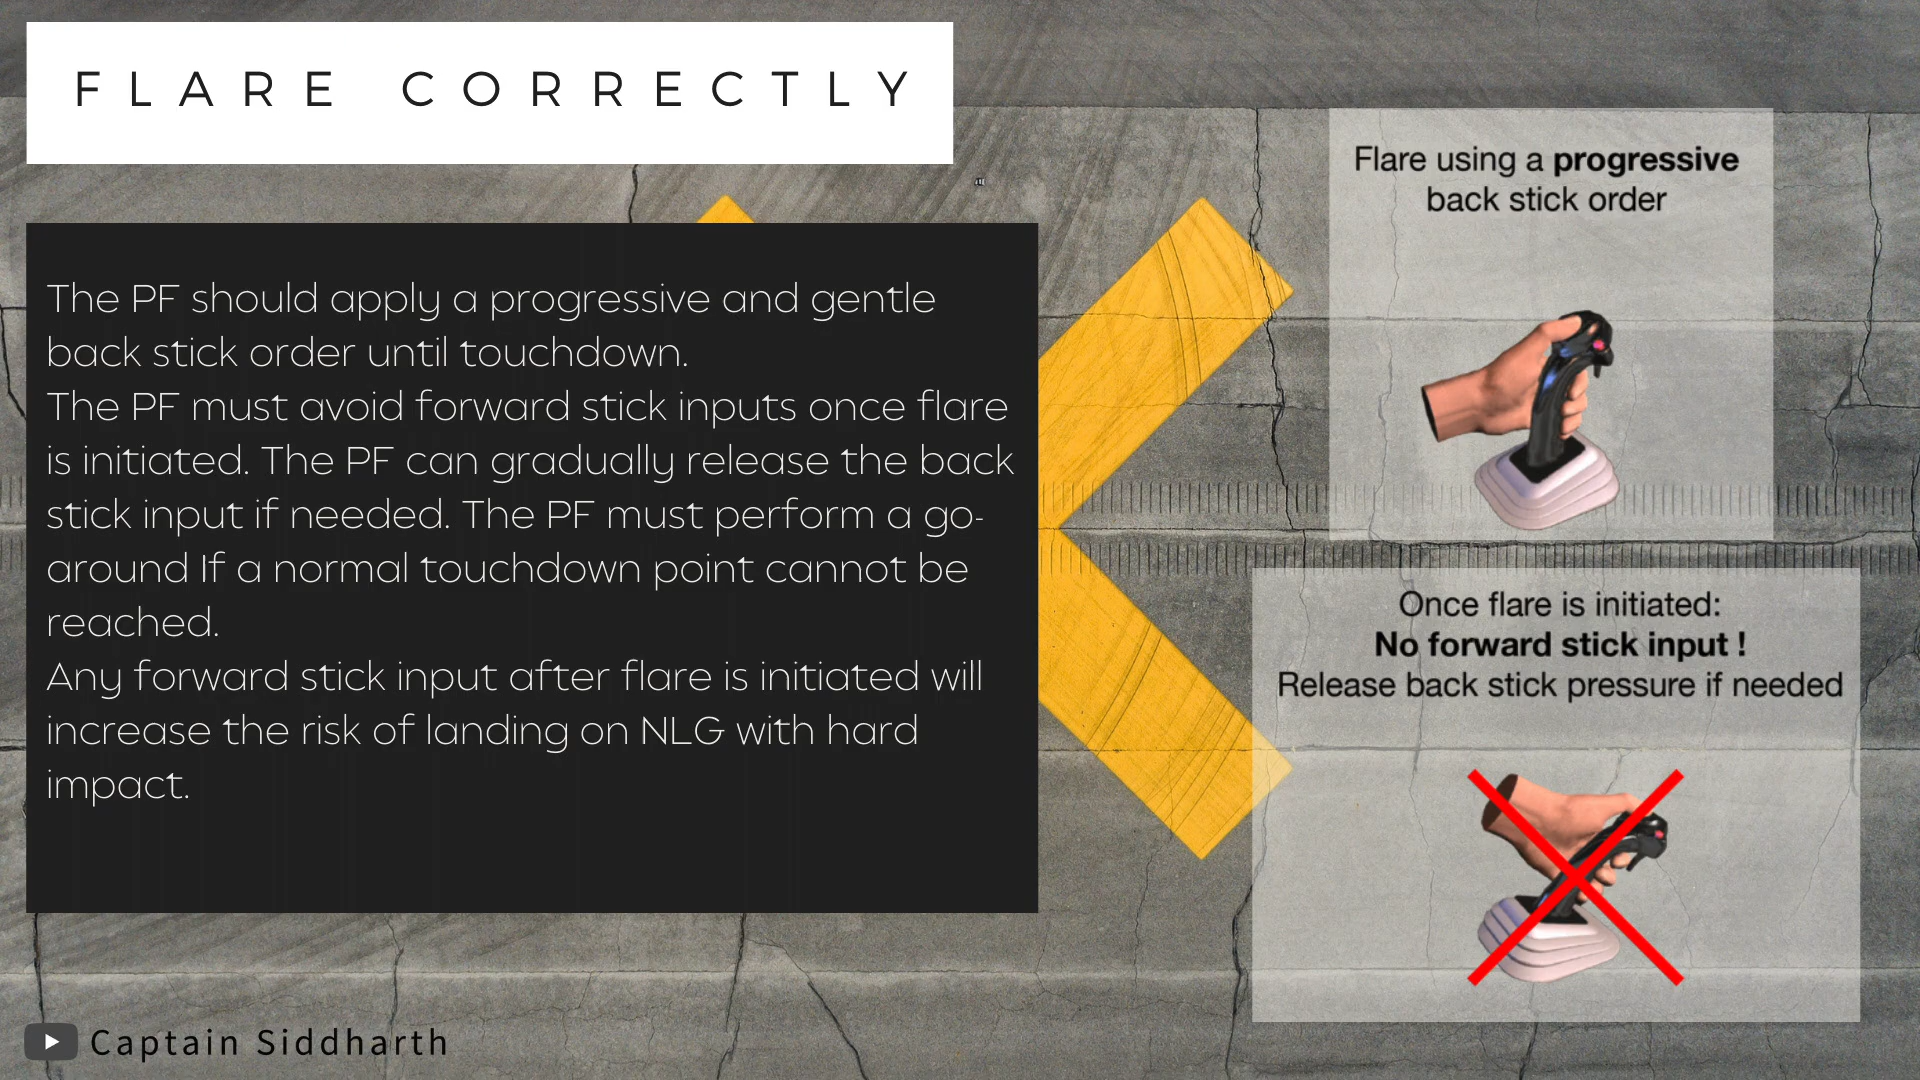 FLARE CORRECTLY
The PF should apply a progressive and gentle
back stick order until touchdown.
The PF must avoid forward stick inputs once flare
is initiated. The PF can gradually release the back
stick input if needed. The PF must perform a go-
around If a normal touchdown point cannot be
reached.
Any forward stick input after flare is initiated will
increase the risk of landing on NLG with hard
impact.
Flare using a progressive
back stick order
Once flare is initiated:
No forward stick input !
Release back stick pressure if needed
Captain Siddharth